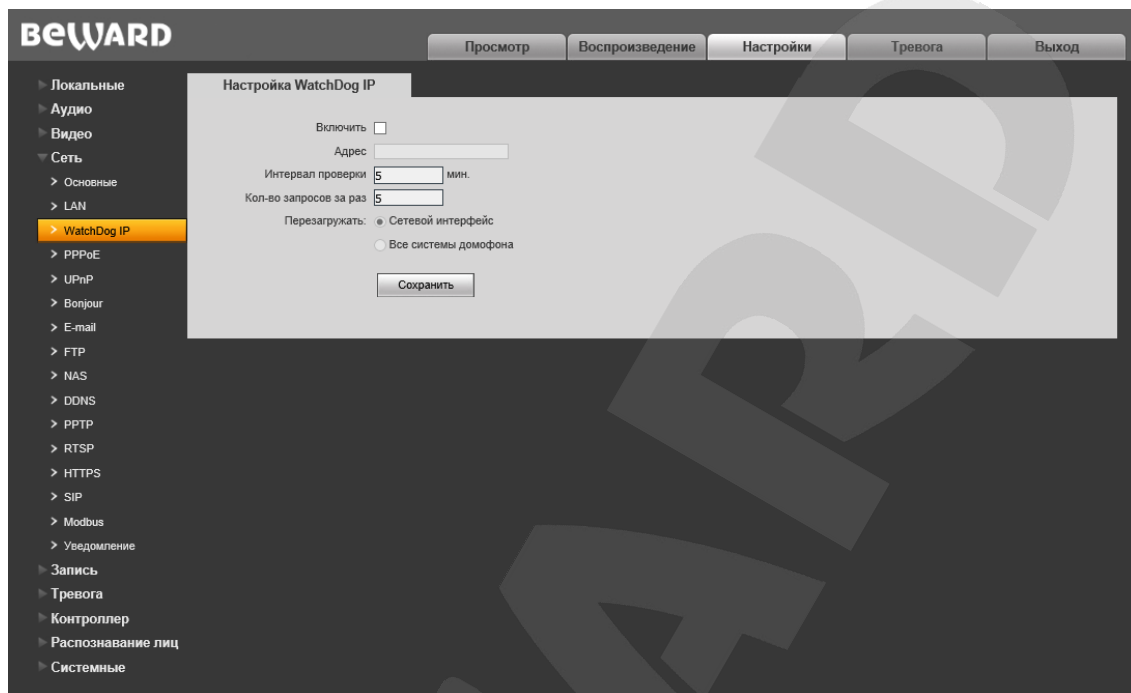 BEWARD
Просмотр Воспроизведение Настройки Тревога Выход
Локальные
Аудио
Видео
Сеть
Основные
LAN
WatchDog IP
PPPoE
UPnP
Bonjour
E-mail
FTP
NAS
DDNS
PPTP
RTSP
HTTPS
SIP
Modbus
Уведомление
Запись
Тревога
Контроллер
Распознавание лиц
Системные
Настройка WatchDog IP
Включить
Адрес
Интервал проверки 5 мин.
Кол-во запросов за раз 5
Перезагружать: Сетевой интерфейс
Все системы домофона
Сохранить
ARD